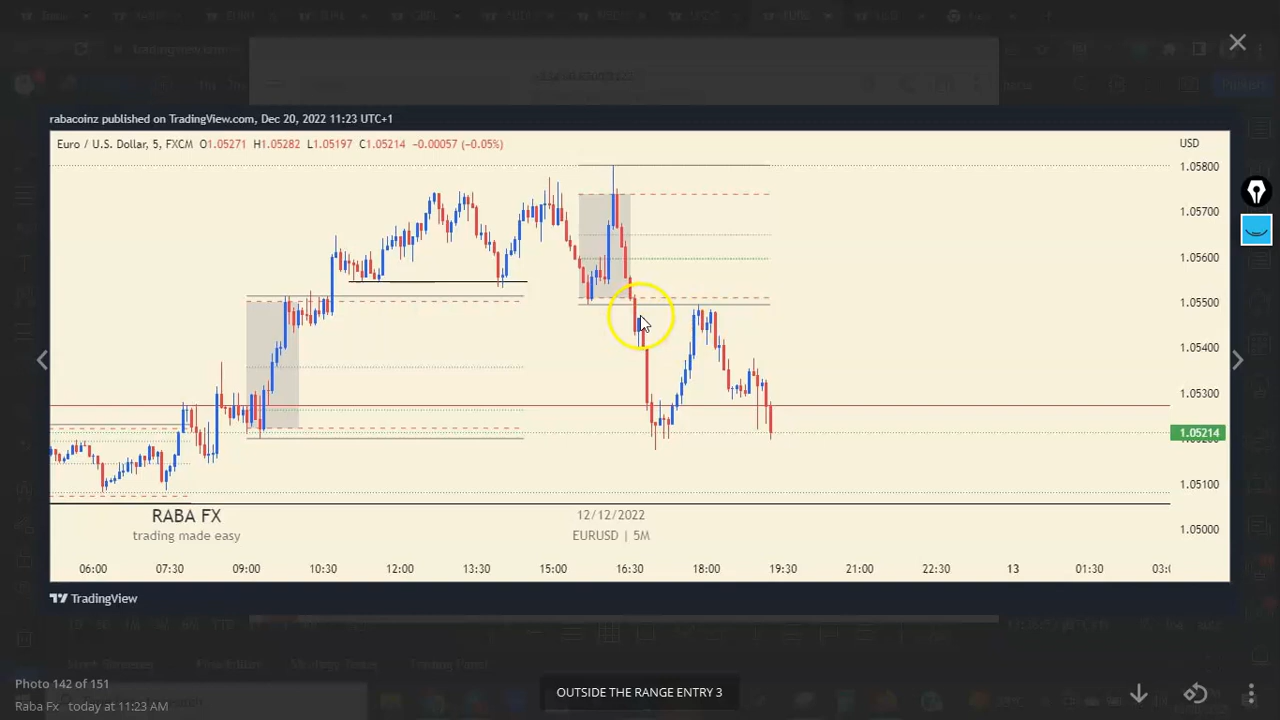 rabacoinz published on TradingView.com, Dec 20, 2022 11:23 UTC+1
Euro / U.S. Dollar, 5, FXCM O1.05271 H1.05282 L1.05197 C1.05214 -0.00057 (-0.05%)
USD
1.05800
1.05700
1.05600
1.05500
1.05400
1.05300
1.05214
1.05100
1.05000
RABA FX
trading made easy
12/12/2022
EURUSD | 5M
06:00 07:30 09:00 10:30 12:00 13:30 15:00 16:30 18:00 19:30 21:00 22:30 13 01:30 03:0
TradingView
Photo 142 of 151
Raba Fx today at 11:23 AM
OUTSIDE THE RANGE ENTRY 3